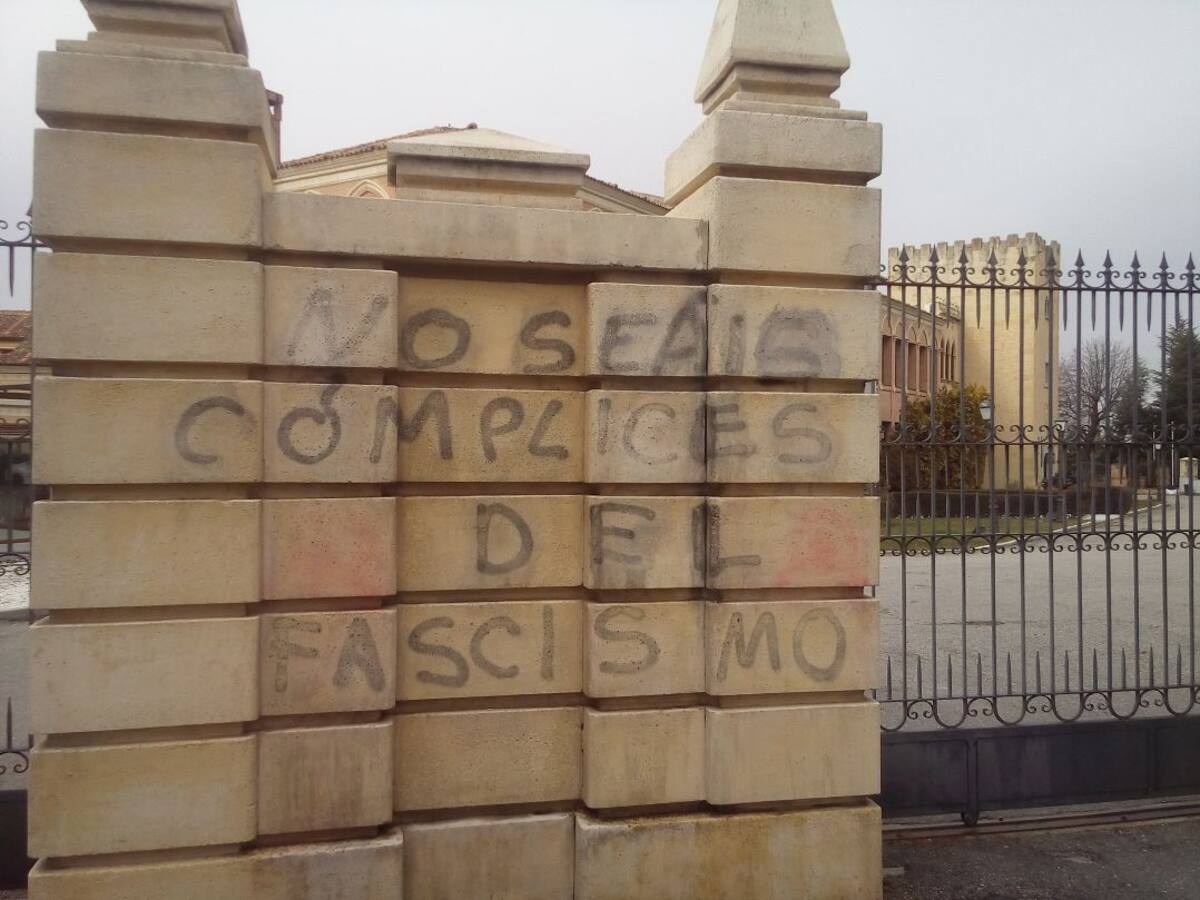 NO SEAIS
CÓMPLICES
DEL
FASCISMO